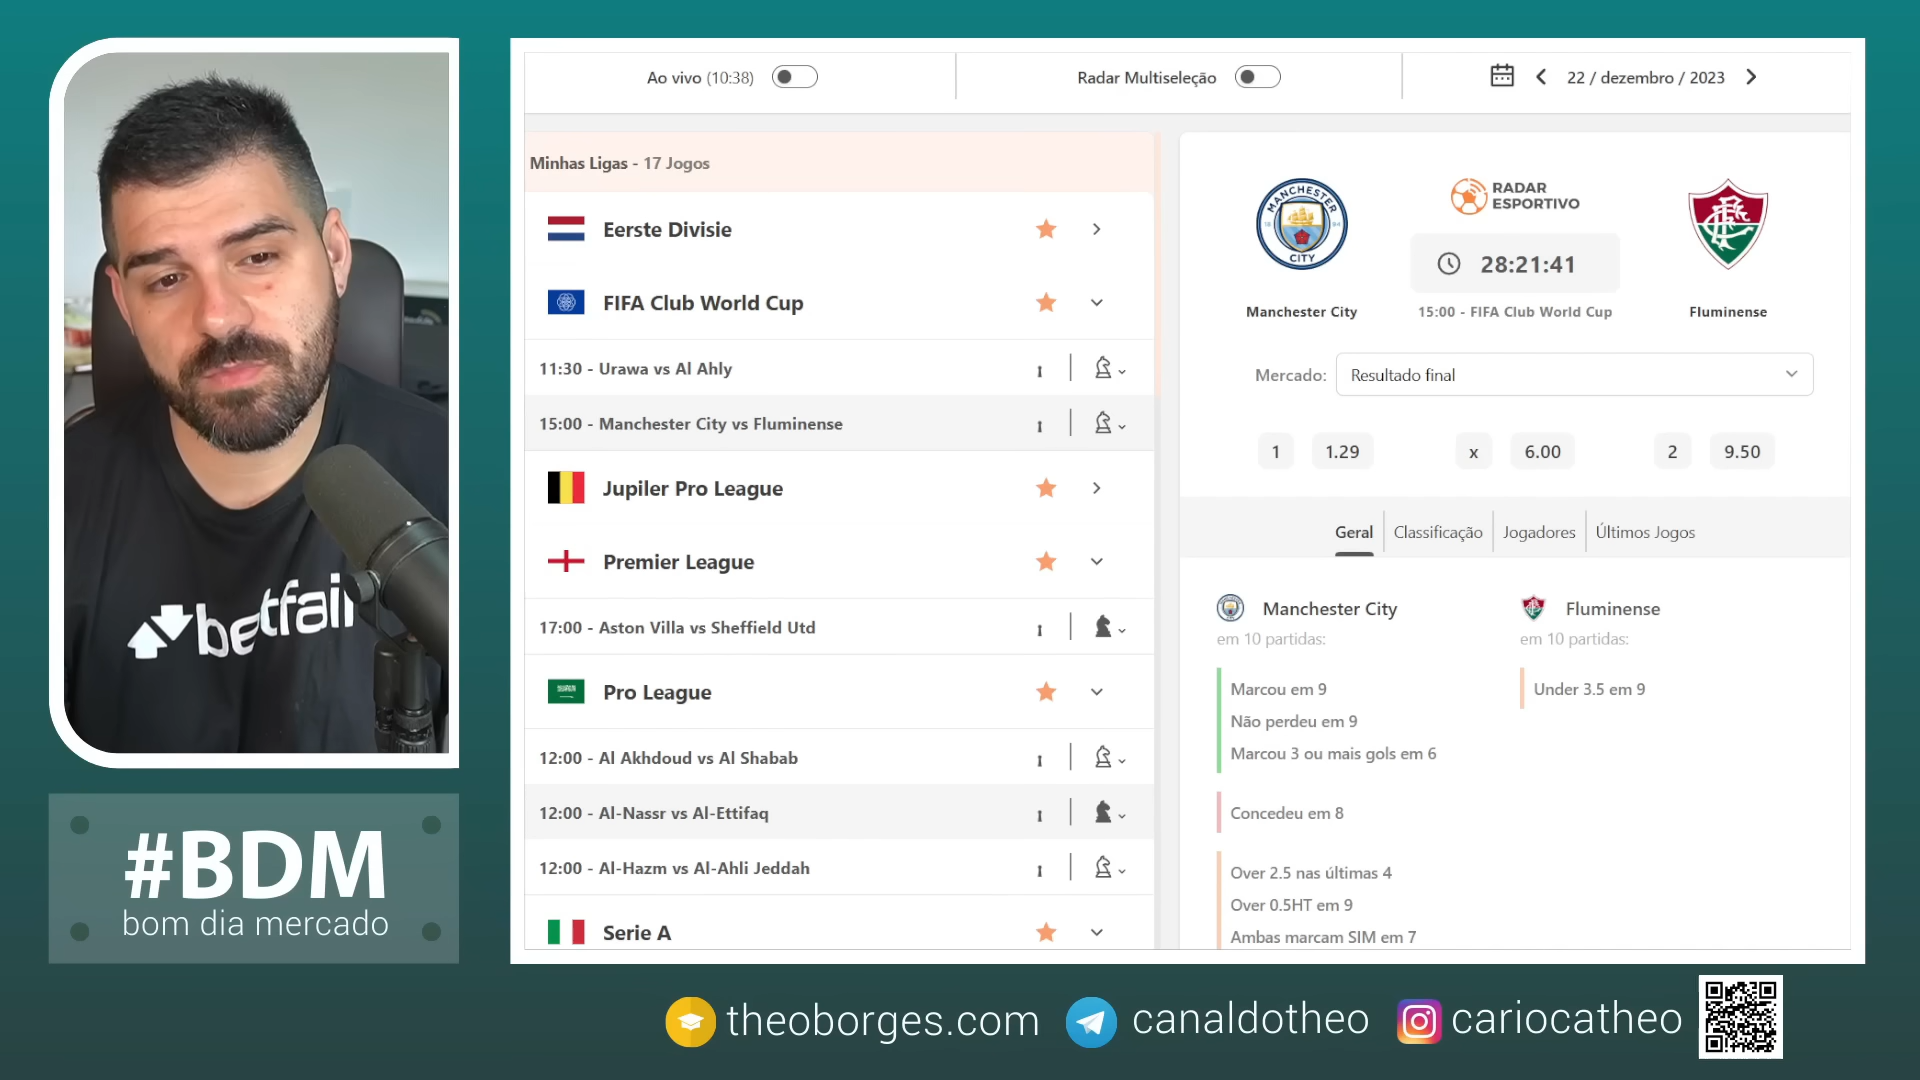 Ao vivo (10:38)
Radar Multiseleção
22 / dezembro / 2023
Minhas Ligas - 17 Jogos
Eerste Divisie
FIFA Club World Cup
11:30 - Urawa vs Al Ahly
15:00 - Manchester City vs Fluminense
Jupiler Pro League
Premier League
17:00 - Aston Villa vs Sheffield Utd
Pro League
12:00 - Al Akhdoud vs Al Shabab
12:00 - Al-Nassr vs Al-Ettifaq
12:00 - Al-Hazm vs Al-Ahli Jeddah
Serie A
MANCHESTER
18 94
CITY
RADAR
ESPORTIVO
28:21:41
Manchester City
15:00 - FIFA Club World Cup
Fluminense
Mercado:
Resultado final
1 1.29 x 6.00 2 9.50
Geral
Classificação
Jogadores
Últimos Jogos
Manchester City
em 10 partidas:
Marcou em 9
Não perdeu em 9
Marcou 3 ou mais gols em 6
Concedeu em 8
Over 2.5 nas últimas 4
Over 0.5HT em 9
Ambas marcam SIM em 7
Fluminense
em 10 partidas:
Under 3.5 em 9
betfair
#BDM
bom dia mercado
theoborges.com
canaldotheo
cariocatheo